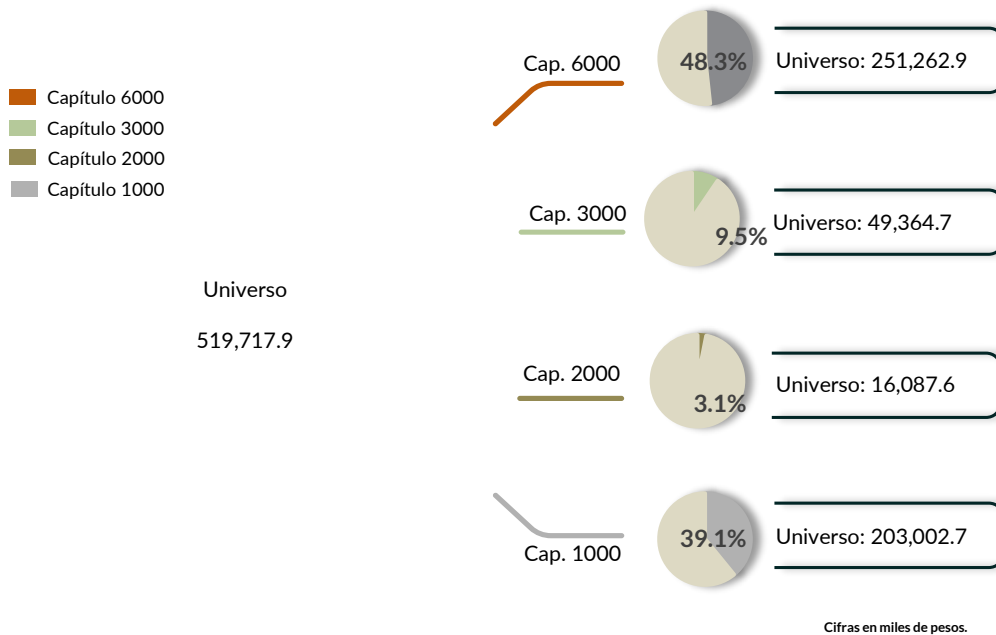 Capítulo 6000
Capítulo 3000
Capítulo 2000
Capítulo 1000
Universo
519,717.9
Cap. 6000
48.3%
Universo: 251,262.9
Cap. 3000
9.5%
Universo: 49,364.7
Cap. 2000
3.1%
Universo: 16,087.6
Cap. 1000
39.1%
Universo: 203,002.7
Cifras en miles de pesos.